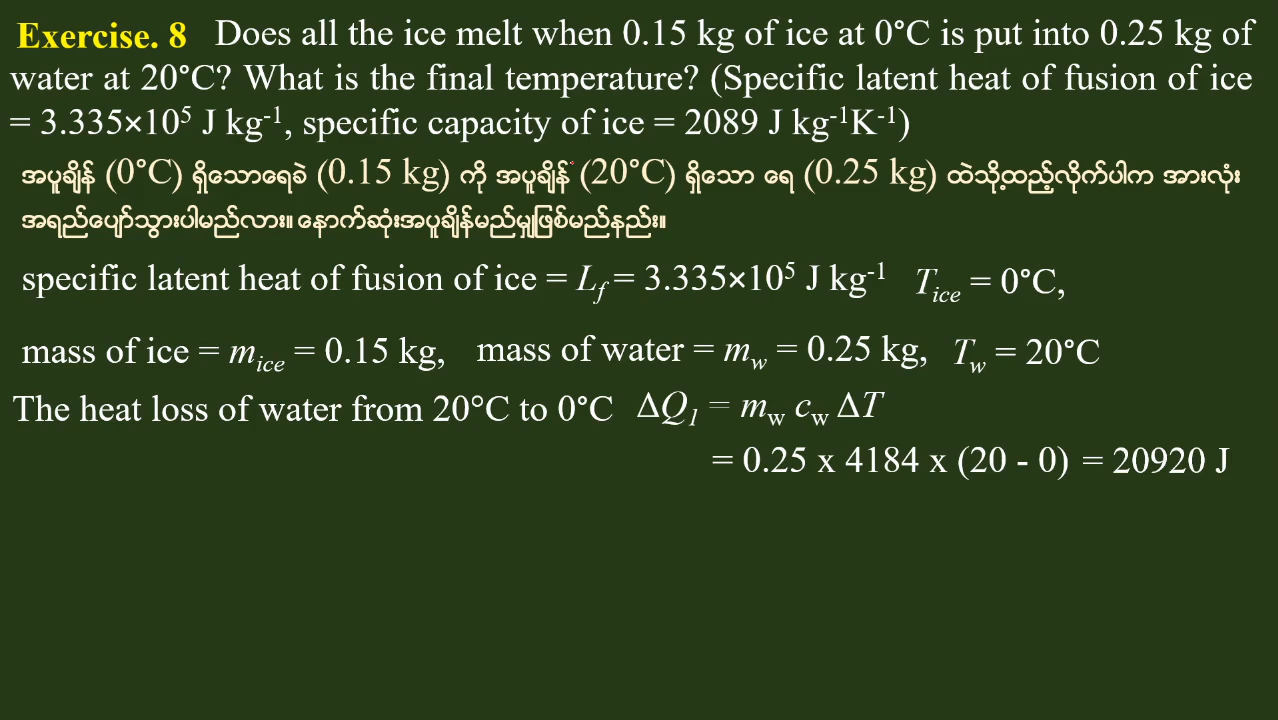 Exercise. 8 Does all the ice melt when 0.15 kg of ice at 0°C is put into 0.25 kg of
water at 20°C? What is the final temperature? (Specific latent heat of fusion of ice
= 3.335×10⁵ J kg⁻¹, specific capacity of ice = 2089 J kg⁻¹K⁻¹)
အပူချိန် (0°C) ရှိသောရေခဲ (0.15 kg) ကို အပူချိန် (20°C) ရှိသော ရေ (0.25 kg) ထဲသို့ထည့်လိုက်ပါက အားလုံး
အရည်ပျော်သွားပါမည်လား။ နောက်ဆုံးအပူချိန်မည်မျှဖြစ်မည်နည်း။
specific latent heat of fusion of ice = L_f = 3.335×10⁵ J kg⁻¹ T_ice = 0°C,
mass of ice = m_ice = 0.15 kg, mass of water = m_w = 0.25 kg, T_w = 20°C
The heat loss of water from 20°C to 0°C ΔQ₁ = m_w c_w ΔT
= 0.25 x 4184 x (20 - 0) = 20920 J